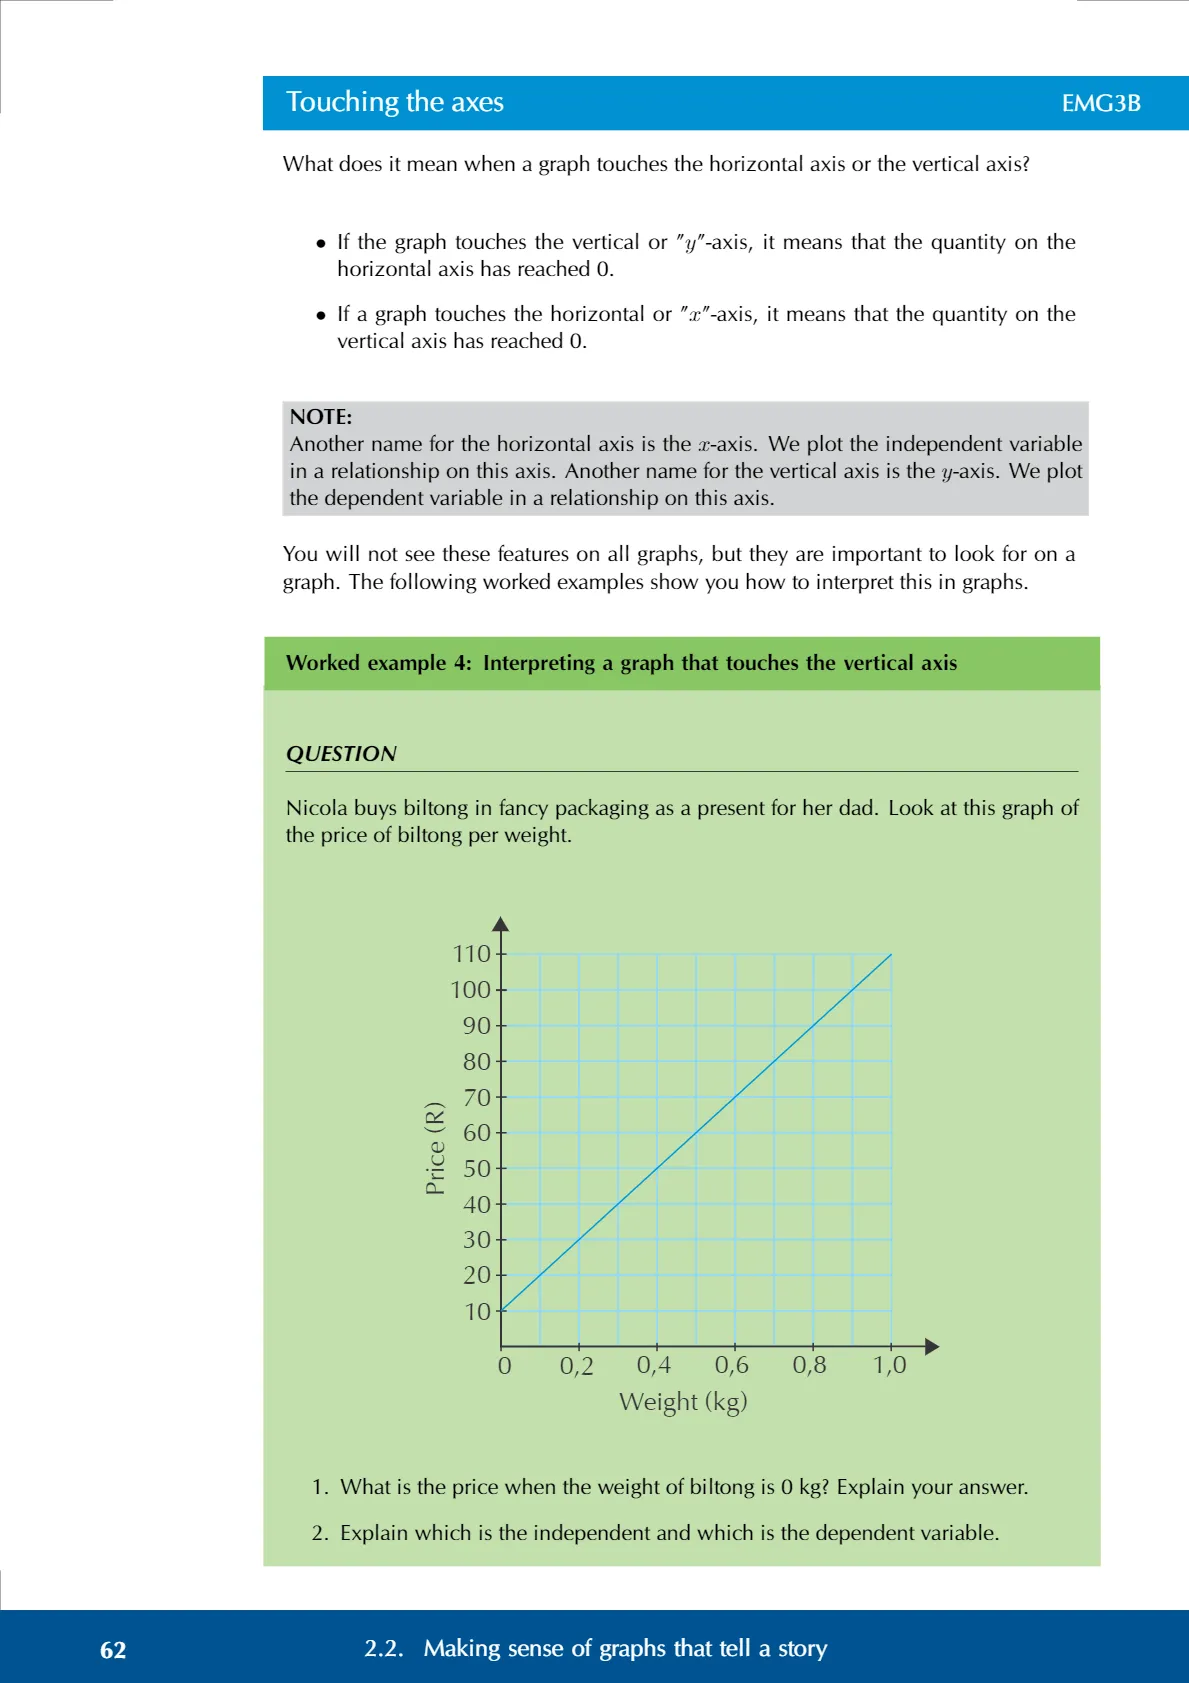 Touching the axes EMG3B
What does it mean when a graph touches the horizontal axis or the vertical axis?
• If the graph touches the vertical or ″y″-axis, it means that the quantity on the
horizontal axis has reached 0.
• If a graph touches the horizontal or ″x″-axis, it means that the quantity on the
vertical axis has reached 0.
NOTE:
Another name for the horizontal axis is the x-axis. We plot the independent variable
in a relationship on this axis. Another name for the vertical axis is the y-axis. We plot
the dependent variable in a relationship on this axis.
You will not see these features on all graphs, but they are important to look for on a
graph. The following worked examples show you how to interpret this in graphs.
Worked example 4: Interpreting a graph that touches the vertical axis
QUESTION
Nicola buys biltong in fancy packaging as a present for her dad. Look at this graph of
the price of biltong per weight.
110
100
90
80
70
60
50
40
30
20
10
Price (R)
0 0,2 0,4 0,6 0,8 1,0
Weight (kg)
1. What is the price when the weight of biltong is 0 kg? Explain your answer.
2. Explain which is the independent and which is the dependent variable.
62 2.2. Making sense of graphs that tell a story